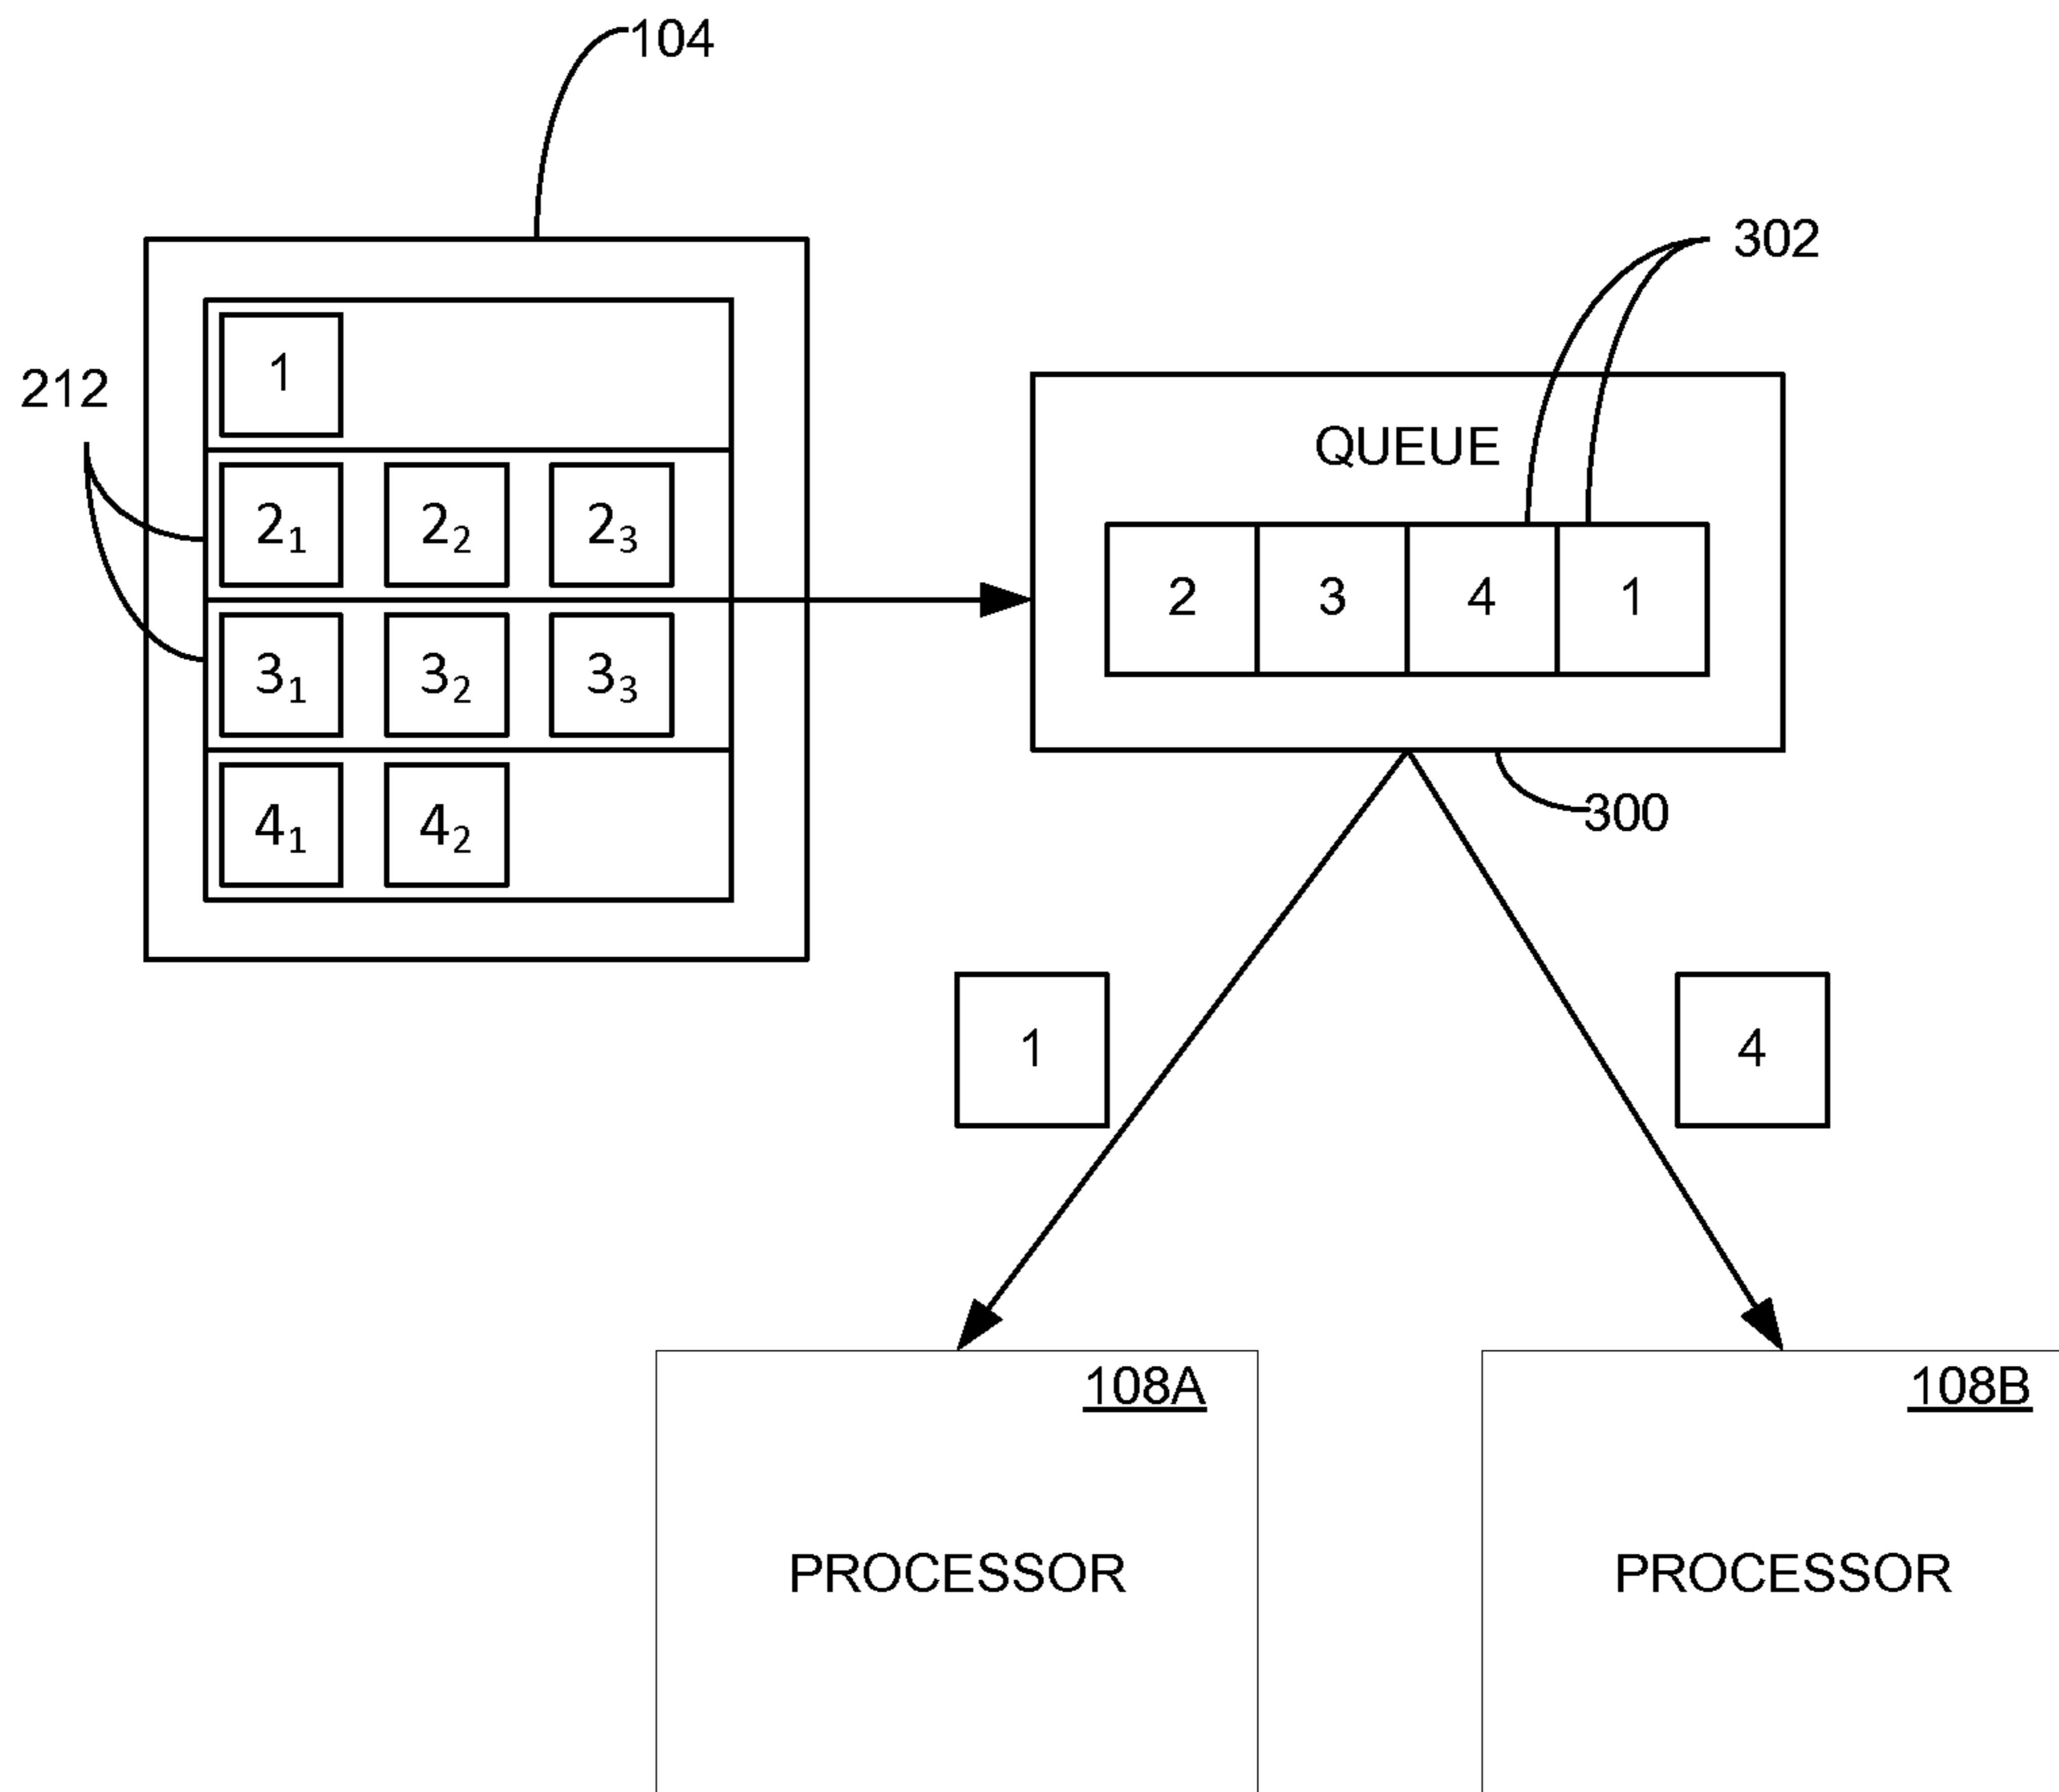 104
302
212
1
QUEUE
2₁ 2₂ 2₃
2 3 4 1
3₁ 3₂ 3₃
300
4₁ 4₂
1
4
108A
108B
PROCESSOR
PROCESSOR